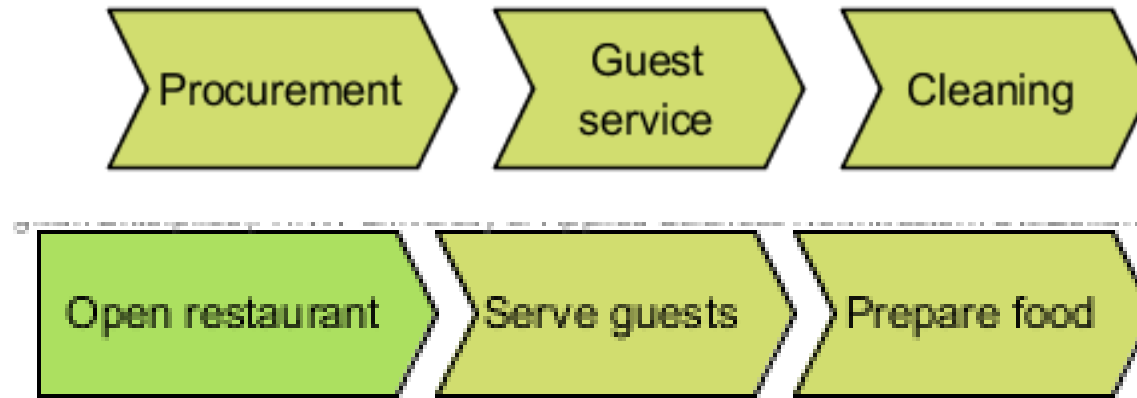 Procurement
Guest
service
Cleaning
Open restaurant
Serve guests
Prepare food